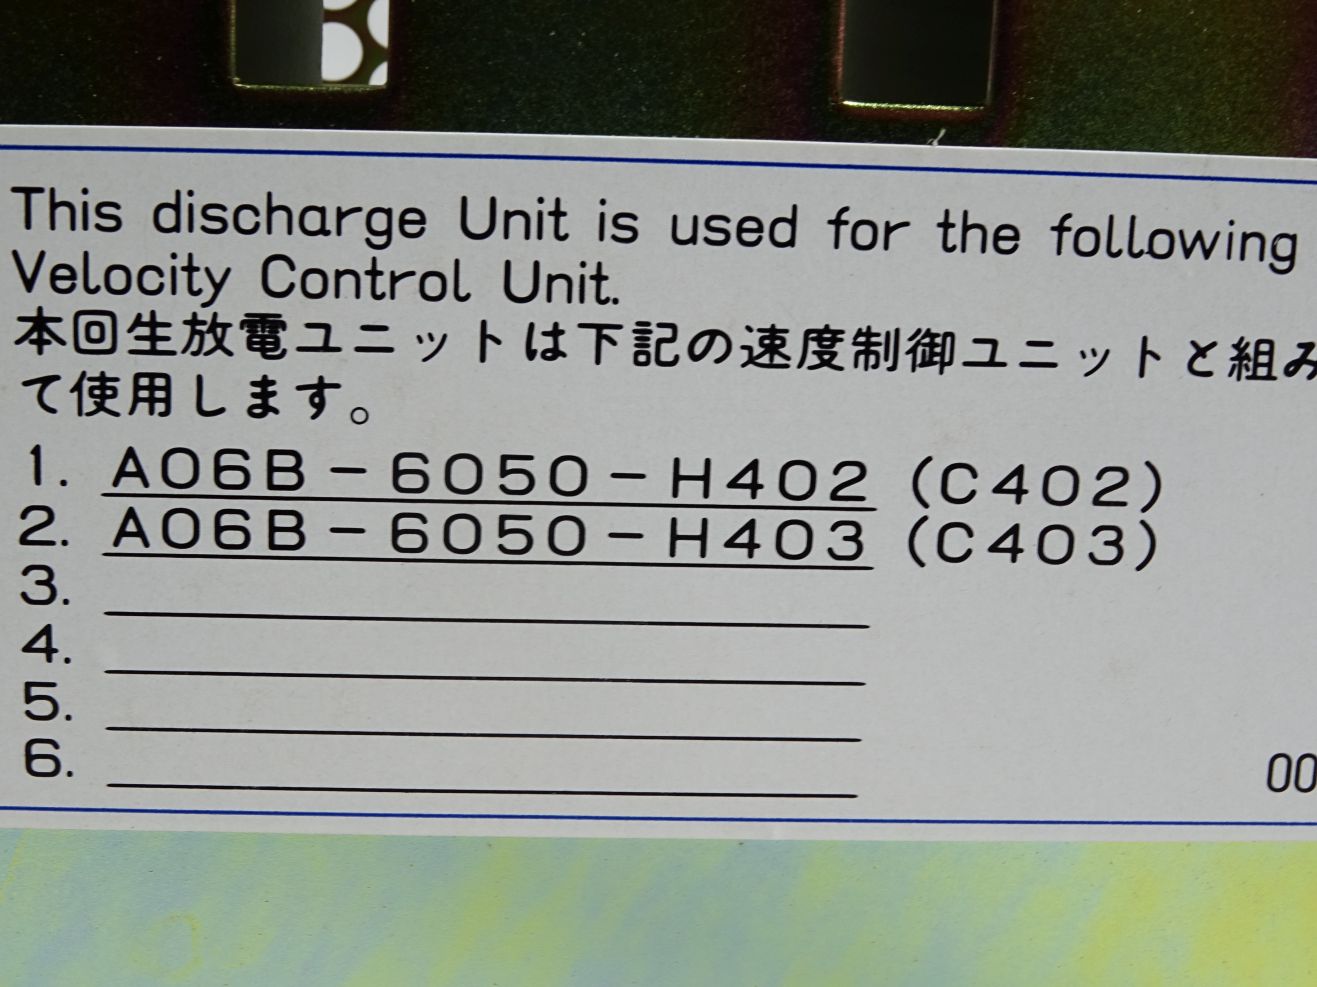 This discharge Unit is used for the following
Velocity Control Unit.
本回生放電ユニットは下記の速度制御ユニットと組み
て使用します。
1. A06B-6050-H402 (C402)
2. A06B-6050-H403 (C403)
3.
4.
5.
6.
00